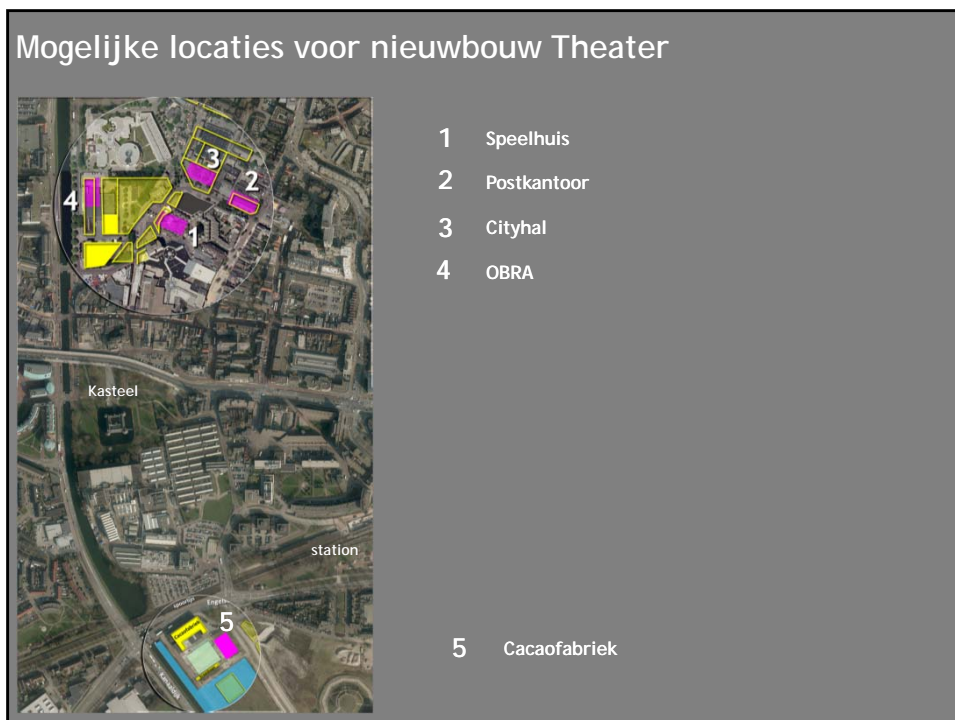 Mogelijke locaties voor nieuwbouw Theater
1 Speelhuis
2 Postkantoor
3 Cityhal
4 OBRA
3
2
4
1
Kasteel
station
5
Cacaofabriek
5 Cacaofabriek